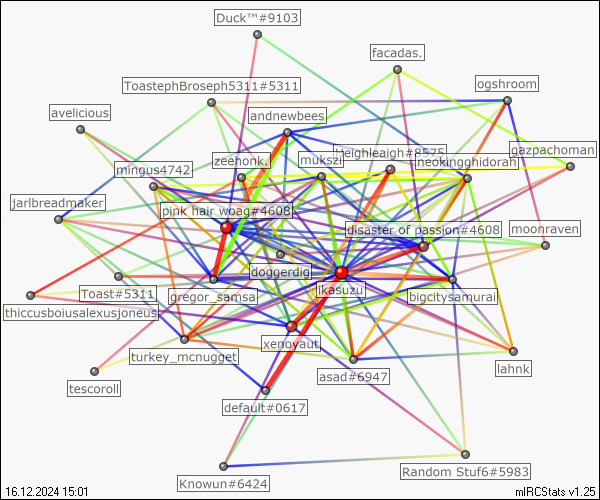 Duck™#9103
facadas.
ToastephBroseph5311#5311
ogshroom
avelicious
andnewbees
gazpachoman
Heighleaigh#8575
mukszi
zeehonk.
neokingghidorah
mingus4742
jarlbreadmaker
pink hair woag#4608
disaster of passion#4608
moonraven
doggerdig
Toast#5311
gregor_samsa
Ikasuzu
bigcitysamurai
thiccusboiusalexusjoneus
xenoyaut
turkey_mcnugget
lahnk
asad#6947
tescoroll
default#0617
Random Stuf6#5983
Knowun#6424
16.12.2024 15:01
mIRCStats v1.25